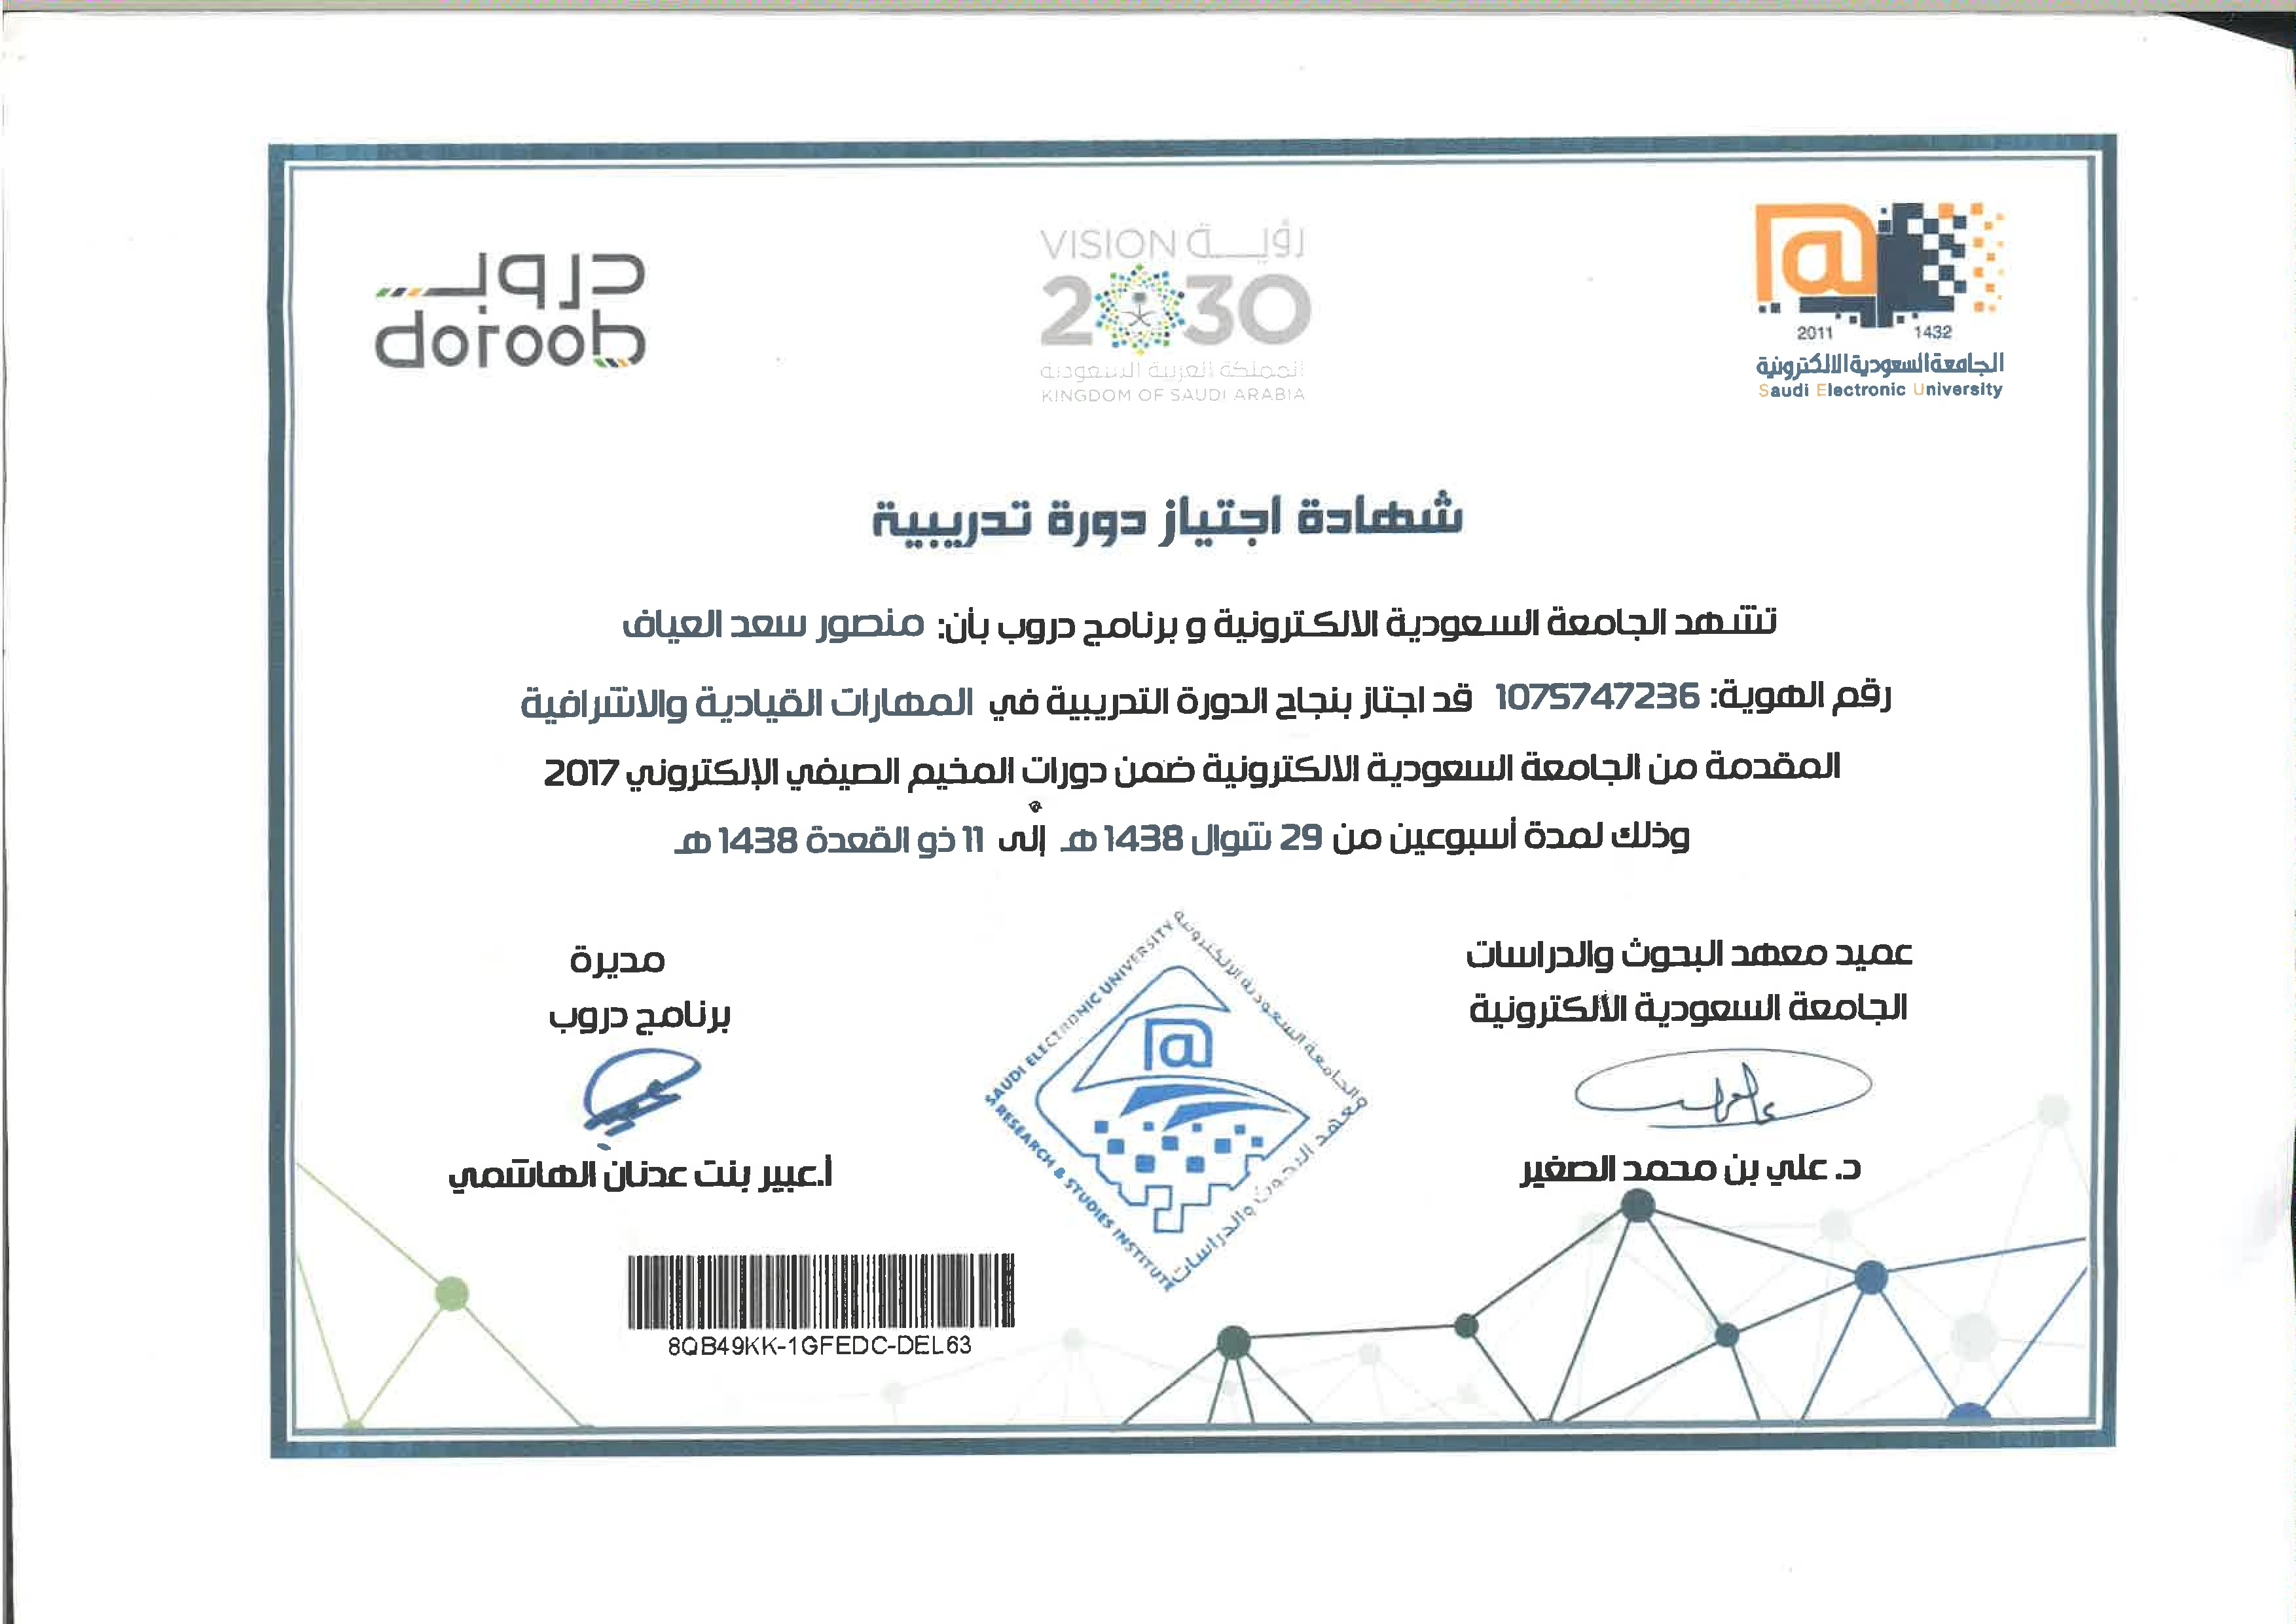 دروب
doroob
VISION رؤيــة
2030
المملكة العربية السعودية
KINGDOM OF SAUDI ARABIA
2011 1432
الجامعة السعودية الالكترونية
Saudi Electronic University
شهادة اجتياز دورة تدريبية
تشهد الجامعة السعودية الالكترونية و برنامج دروب بأن: منصور سعد العياف
رقم الهوية: 1075747236 قد اجتاز بنجاح الدورة التدريبية في المهارات القيادية والاشرافية
المقدمة من الجامعة السعودية الالكترونية ضمن دورات المخيم الصيفي الإلكتروني 2017
وذلك لمدة أسبوعين من 29 شوال 1438 هـ إلى 11 ذو القعدة 1438 هـ
عميد معهد البحوث والدراسات
الجامعة السعودية الألكترونية
د. علي بن محمد الصغير
مديرة
برنامج دروب
أ.عبير بنت عدنان الهاشمي
SAUDI ELECTRONIC UNIVERSITY
RESEARCH & STUDIES INSTITUTE
الجامعة السعودية الالكترونية
معهد البحوث والدراسات
8QB49KK-1GFEDC-DEL63